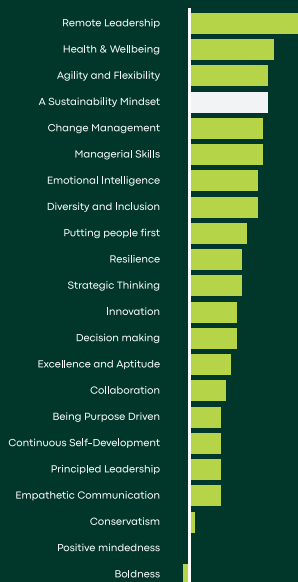 Remote Leadership
Health & Wellbeing
Agility and Flexibility
A Sustainability Mindset
Change Management
Managerial Skills
Emotional Intelligence
Diversity and Inclusion
Putting people first
Resilience
Strategic Thinking
Innovation
Decision making
Excellence and Aptitude
Collaboration
Being Purpose Driven
Continuous Self-Development
Principled Leadership
Empathetic Communication
Conservatism
Positive mindedness
Boldness